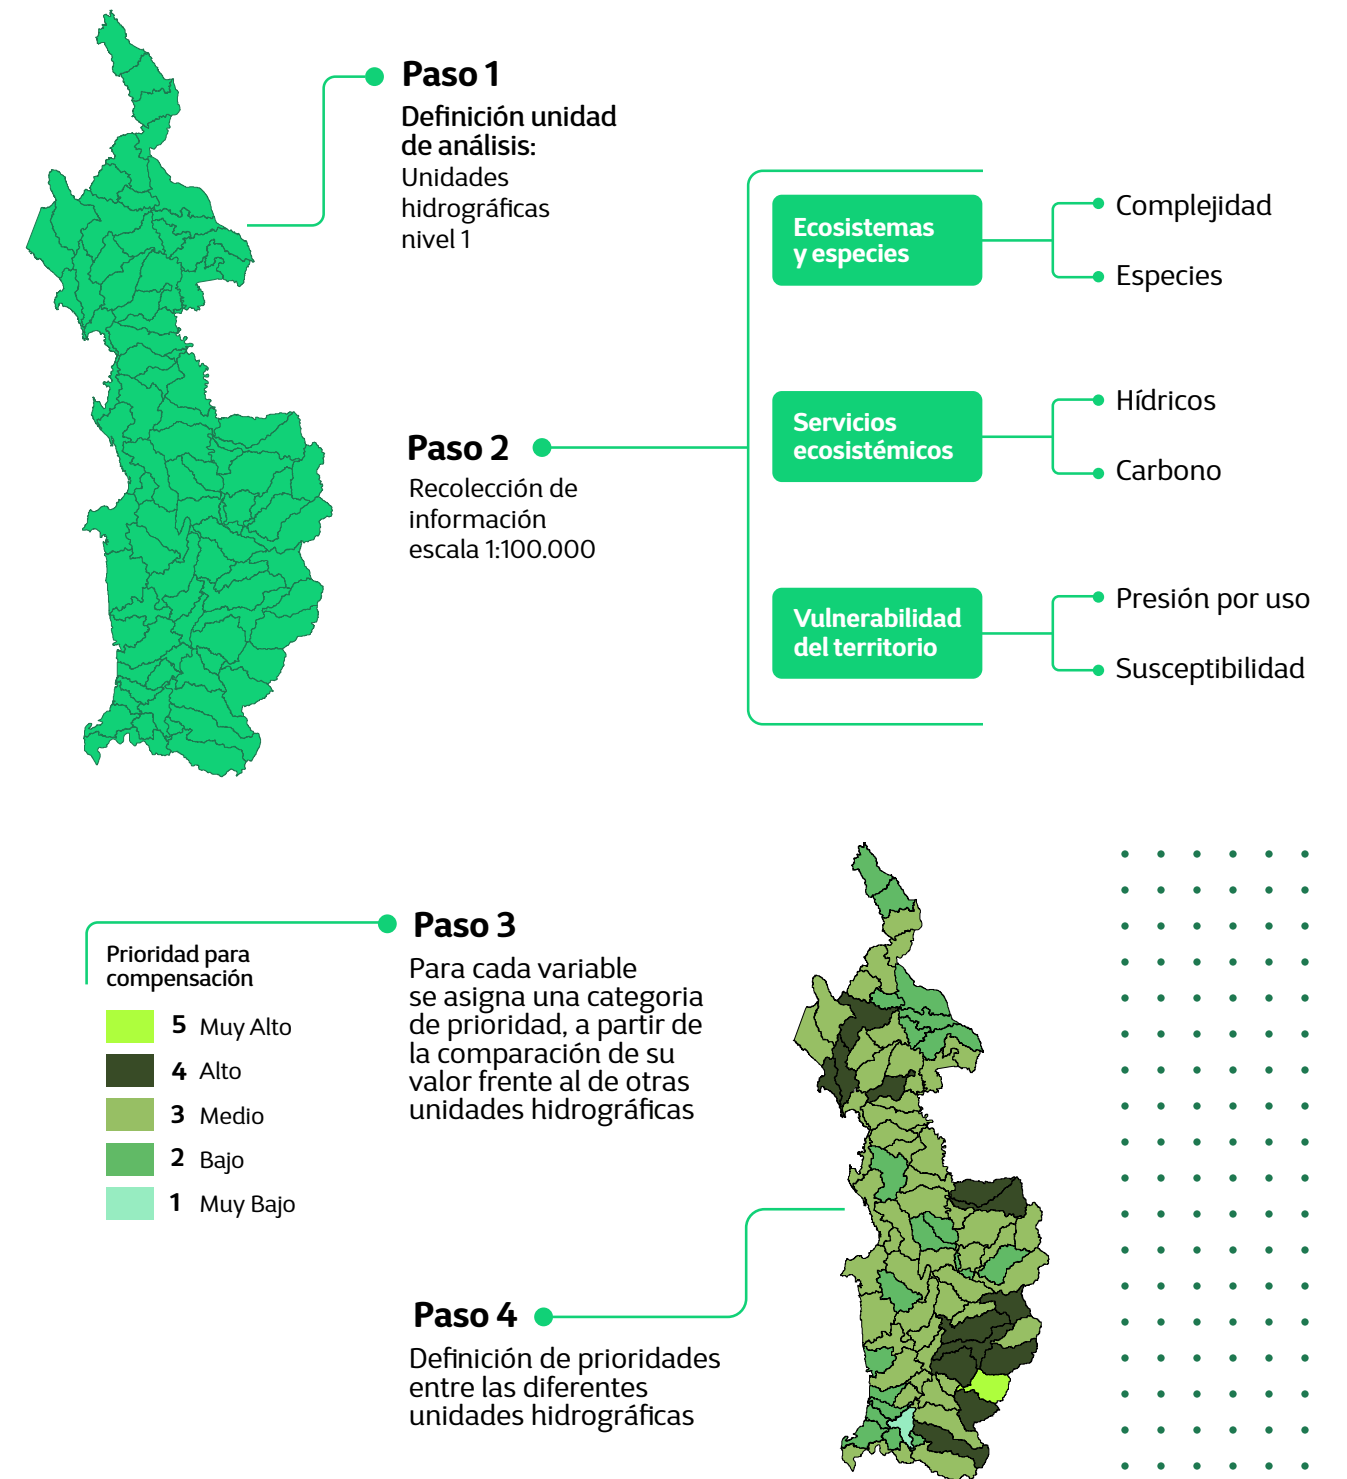 Paso 1
Definición unidad
de análisis:
Unidades
hidrográficas
nivel 1
Paso 2
Recolección de
información
escala 1:100.000
Ecosistemas
y especies
Complejidad
Especies
Servicios
ecosistémicos
Hídricos
Carbono
Vulnerabilidad
del territorio
Presión por uso
Susceptibilidad
Paso 3
Para cada variable
se asigna una categoria
de prioridad, a partir de
la comparación de su
valor frente al de otras
unidades hidrográficas
Prioridad para
compensación
5 Muy Alto
4 Alto
3 Medio
2 Bajo
1 Muy Bajo
Paso 4
Definición de prioridades
entre las diferentes
unidades hidrográficas